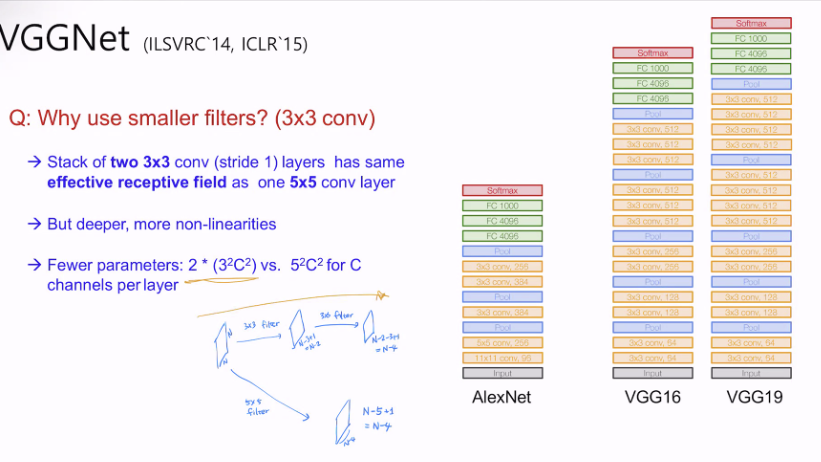 VGGNet (ILSVRC`14, ICLR`15)
Q: Why use smaller filters? (3x3 conv)
→ Stack of two 3x3 conv (stride 1) layers has same
effective receptive field as one 5x5 conv layer
→ But deeper, more non-linearities
→ Fewer parameters: 2 * (3²C²) vs. 5²C² for C
channels per layer
3x3 filter
3x3 filter
N
N
N-3+1
=N-2
N-2-3+1
=N-4
5x5
filter
N-5+1
=N-4
N-4
Softmax
FC 1000
FC 4096
FC 4096
Pool
3x3 conv, 256
3x3 conv, 384
Pool
3x3 conv, 384
Pool
5x5 conv, 256
11x11 conv, 96
Input
AlexNet
Softmax
FC 1000
FC 4096
FC 4096
Pool
3x3 conv, 512
3x3 conv, 512
3x3 conv, 512
Pool
3x3 conv, 512
3x3 conv, 512
3x3 conv, 512
Pool
3x3 conv, 256
3x3 conv, 256
Pool
3x3 conv, 128
3x3 conv, 128
Pool
3x3 conv, 64
3x3 conv, 64
Input
VGG16
Softmax
FC 1000
FC 4096
FC 4096
Pool
3x3 conv, 512
3x3 conv, 512
3x3 conv, 512
3x3 conv, 512
Pool
3x3 conv, 512
3x3 conv, 512
3x3 conv, 512
3x3 conv, 512
Pool
3x3 conv, 256
3x3 conv, 256
Pool
3x3 conv, 128
3x3 conv, 128
Pool
3x3 conv, 64
3x3 conv, 64
Input
VGG19